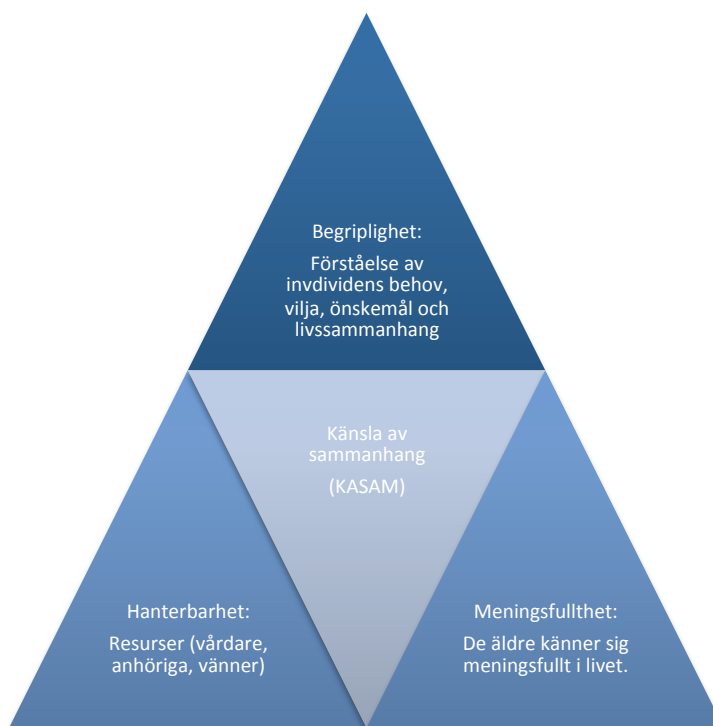 Begriplighet:
Förståelse av
invdividens behov,
vilja, önskemål och
livssammanhang
Känsla av
sammanhang
(KASAM)
Hanterbarhet:
Resurser (vårdare,
anhöriga, vänner)
Meningsfullthet:
De äldre känner sig
meningsfullt i livet.